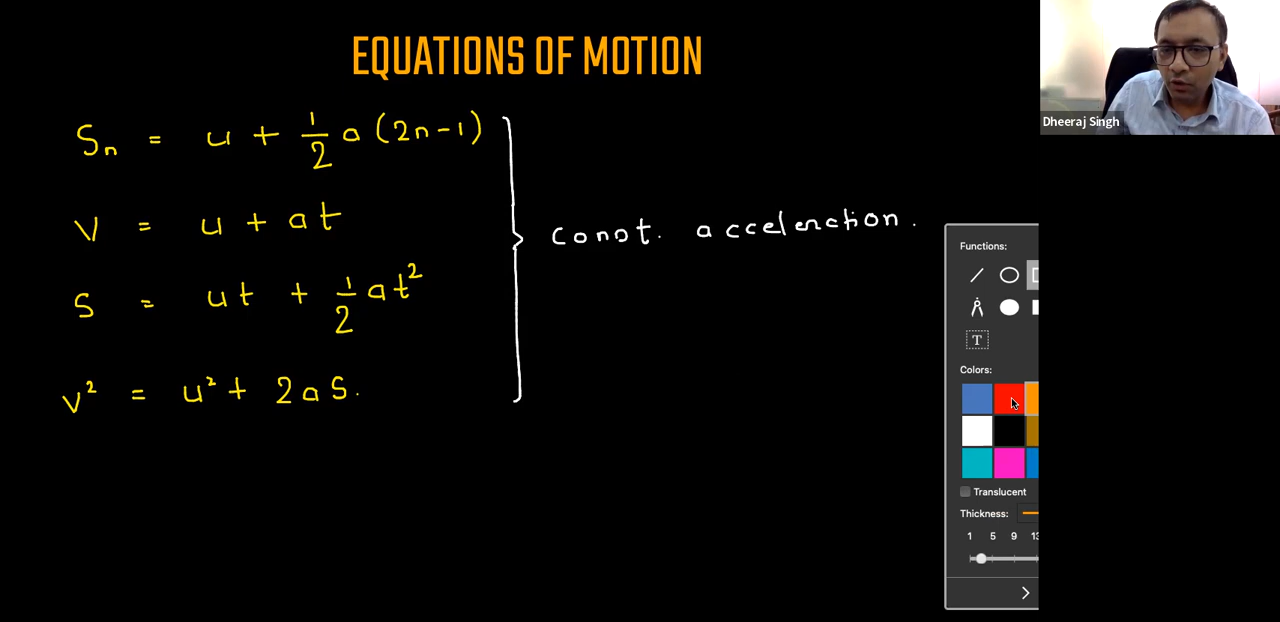 EQUATIONS OF MOTION
Dheeraj Singh
Sn = u + 1/2 a (2n-1)
V = u + at
const. acceleration.
S = ut + 1/2 at²
v² = u² + 2aS.
Functions:
T
Colors:
Translucent
Thickness:
1 5 9 13